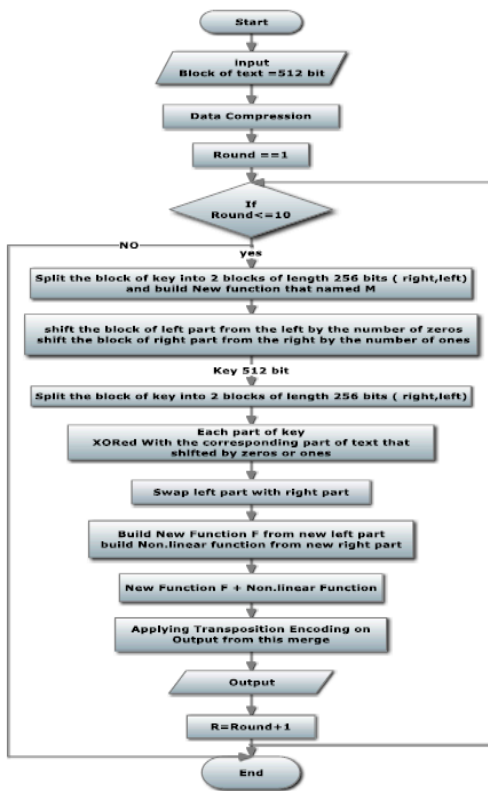 Start
input
Block of text =512 bit
Data Compression
Round ==1
If
Round<=10
NO
yes
Split the block of key into 2 blocks of length 256 bits ( right,left)
and build New function that named M
shift the block of left part from the left by the number of zeros
shift the block of right part from the right by the number of ones
Key 512 bit
Split the block of key into 2 blocks of length 256 bits ( right,left)
Each part of key
XORed With the corresponding part of text that
shifted by zeros or ones
Swap left part with right part
Build New Function F from new left part
build Non.linear function from new right part
New Function F + Non.linear Function
Applying Transposition Encoding on
Output from this merge
Output
R=Round+1
End